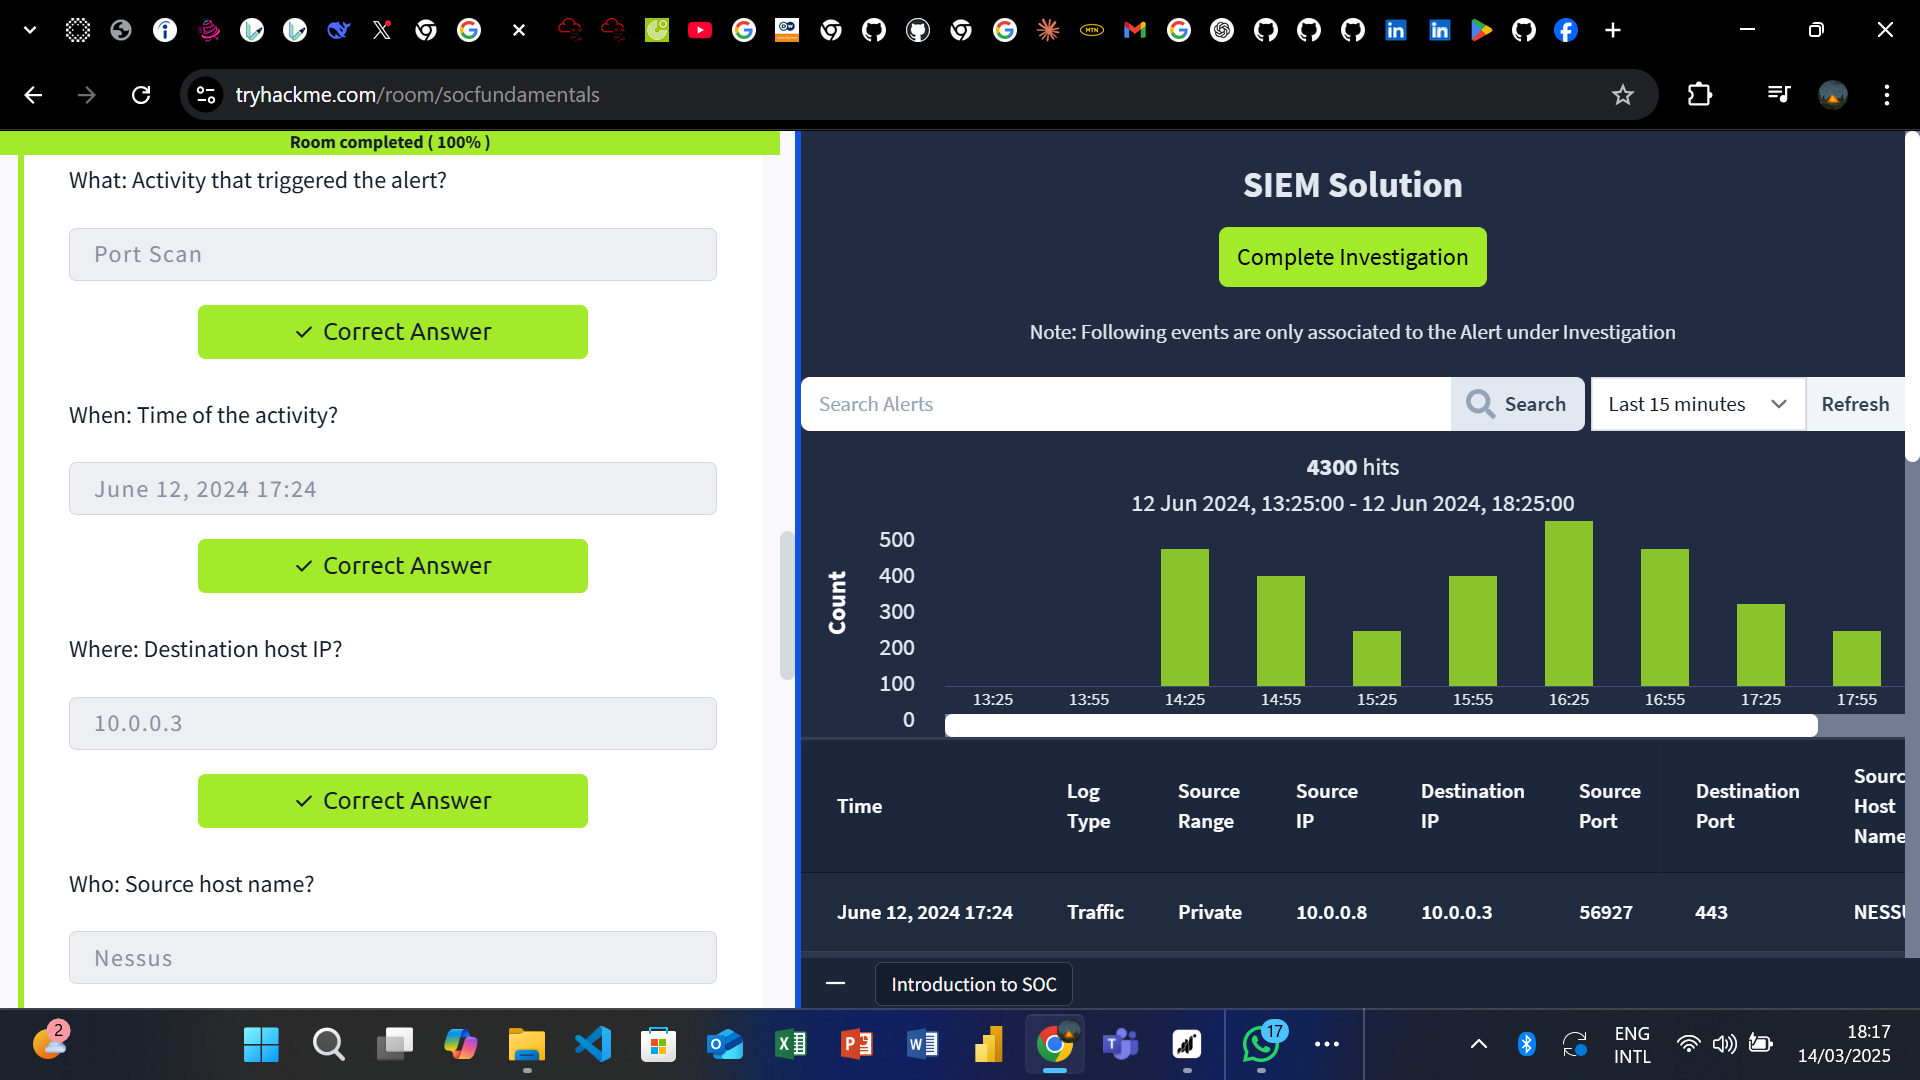 tryhackme.com/room/socfundamentals
Room completed ( 100% )
What: Activity that triggered the alert?
Port Scan
Correct Answer
When: Time of the activity?
June 12, 2024 17:24
Correct Answer
Where: Destination host IP?
10.0.0.3
Correct Answer
Who: Source host name?
Nessus
SIEM Solution
Complete Investigation
Note: Following events are only associated to the Alert under Investigation
Search Alerts
Search
Last 15 minutes
Refresh
4300 hits
12 Jun 2024, 13:25:00 - 12 Jun 2024, 18:25:00
Count
500
400
300
200
100
0
13:25 13:55 14:25 14:55 15:25 15:55 16:25 16:55 17:25 17:55
Time
Log
Type
Source
Range
Source
IP
Destination
IP
Source
Port
Destination
Port
Sourc
Host
Name
June 12, 2024 17:24 Traffic Private 10.0.0.8 10.0.0.3 56927 443 NESSU
Introduction to SOC
2
17
ENG
INTL
18:17
14/03/2025